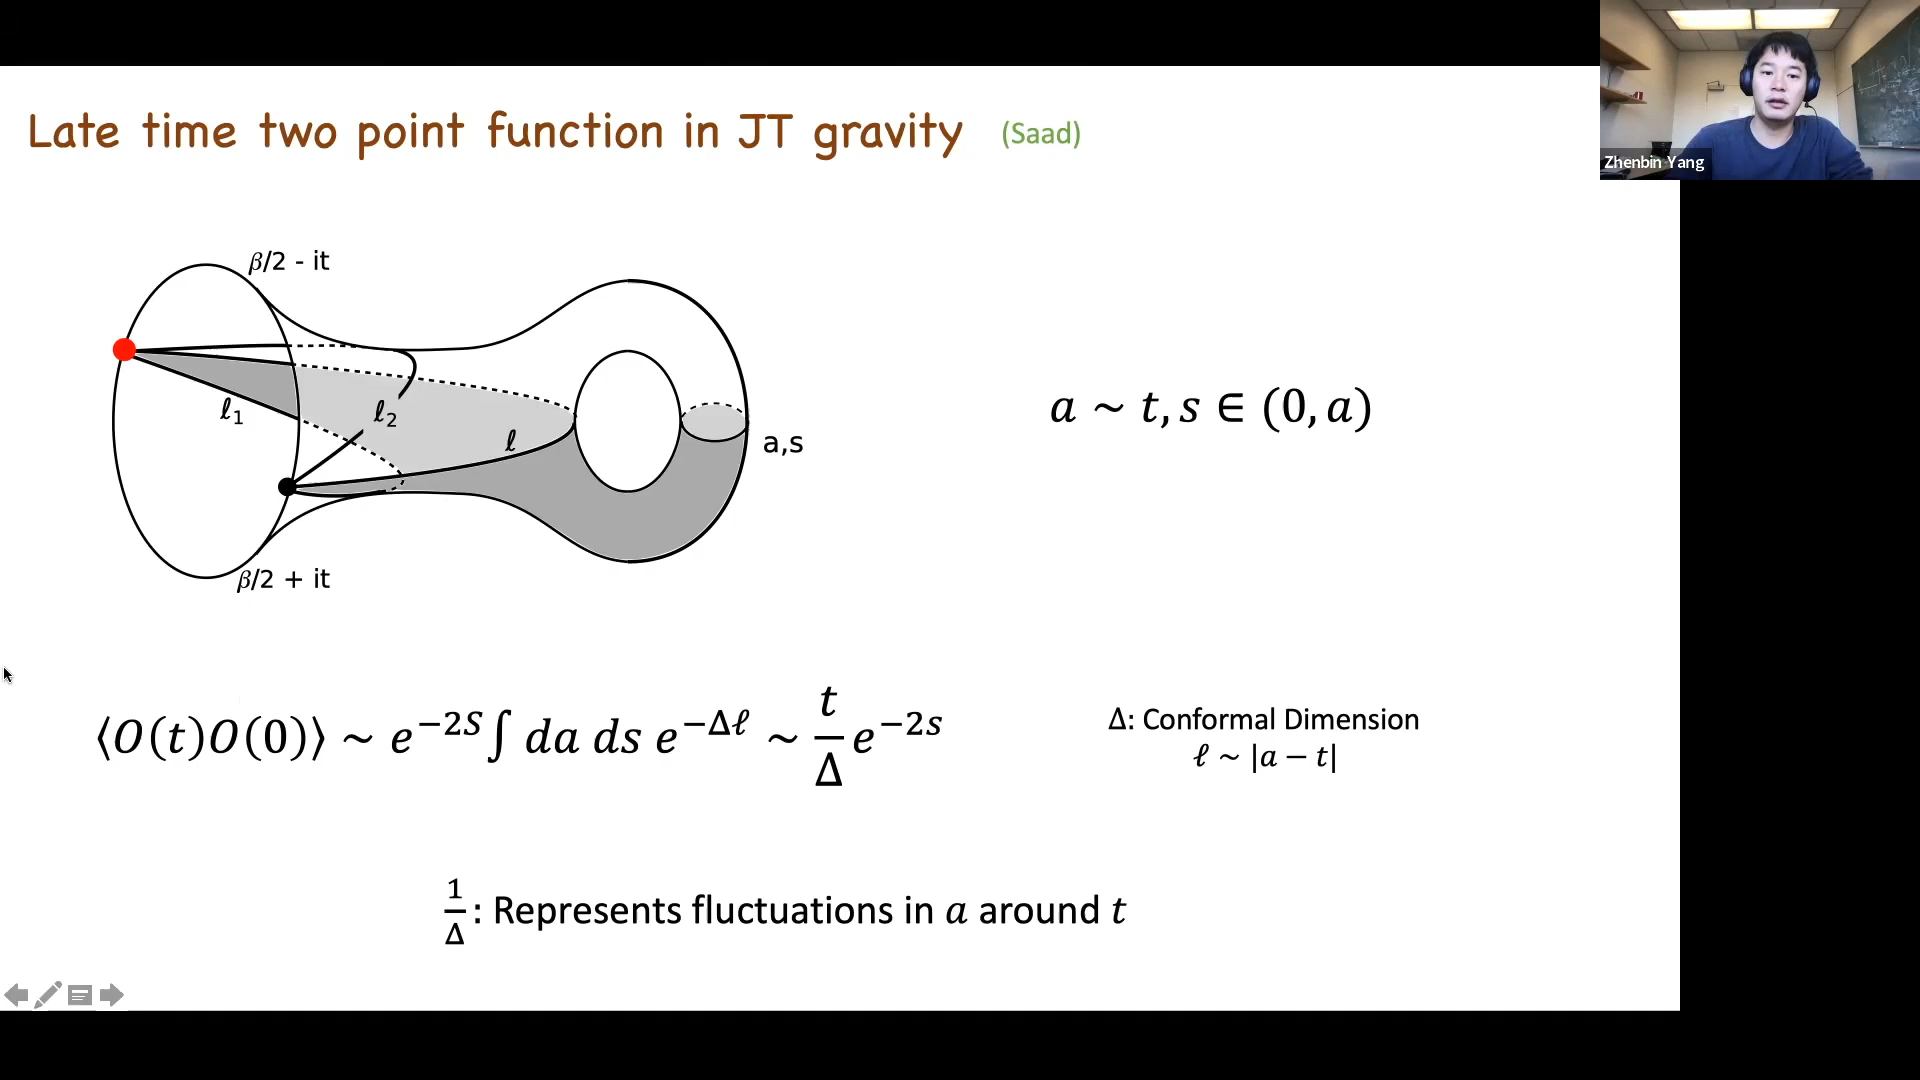 Zhenbin Yang
Late time two point function in JT gravity (Saad)
β/2 - it
ℓ₁
ℓ₂
ℓ
a,s
β/2 + it
a ~ t, s ∈ (0, a)
⟨O(t)O(0)⟩ ~ e^{−2S} ∫ da ds e^{−Δℓ} ~ t/Δ e^{−2s}
Δ: Conformal Dimension
ℓ ~ |a − t|
1/Δ : Represents fluctuations in a around t